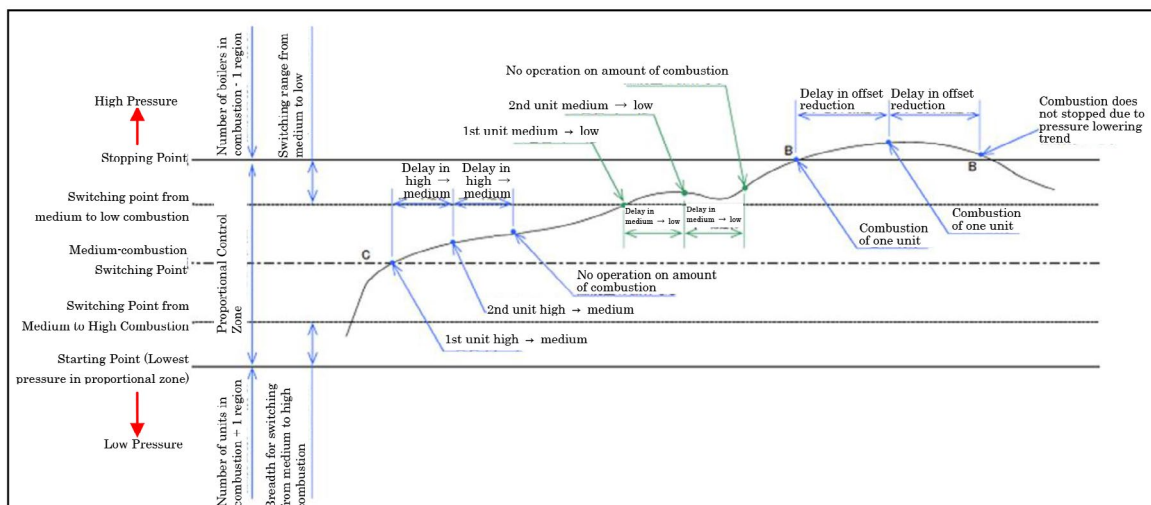 High Pressure
Stopping Point
Switching point from
medium to low combustion
Medium-combustion
Switching Point
Switching Point from
Medium to High Combustion
Starting Point (Lowest
pressure in proportional zone)
Low Pressure
Number of boilers in
combustion - 1 region
Switching range from
medium to low
Proportional Control
Zone
Number of units in
combustion + 1 region
Breadth for switching
from medium to high
combustion
C
Delay in
high →
medium
Delay in
high →
medium
1st unit high → medium
2nd unit high → medium
No operation on amount
of combustion
No operation on amount of combustion
2nd unit medium → low
1st unit medium → low
Delay in
medium → low
Delay in
medium → low
Delay in offset
reduction
Delay in offset
reduction
Combustion does
not stopped due to
pressure lowering
trend
B
B
Combustion
of one unit
Combustion
of one unit